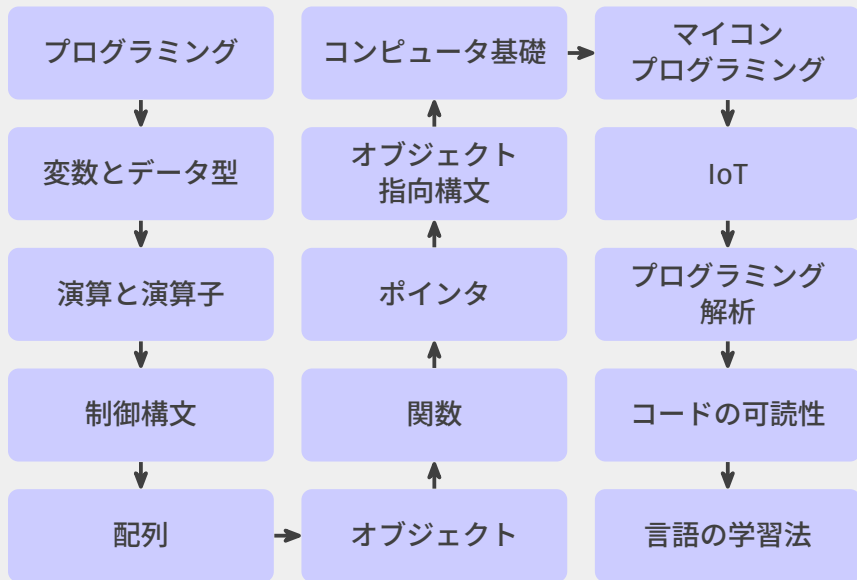 プログラミング
変数とデータ型
演算と演算子
制御構文
配列
オブジェクト
関数
ポインタ
オブジェクト
指向構文
コンピュータ基礎
マイコン
プログラミング
IoT
プログラミング
解析
コードの可読性
言語の学習法